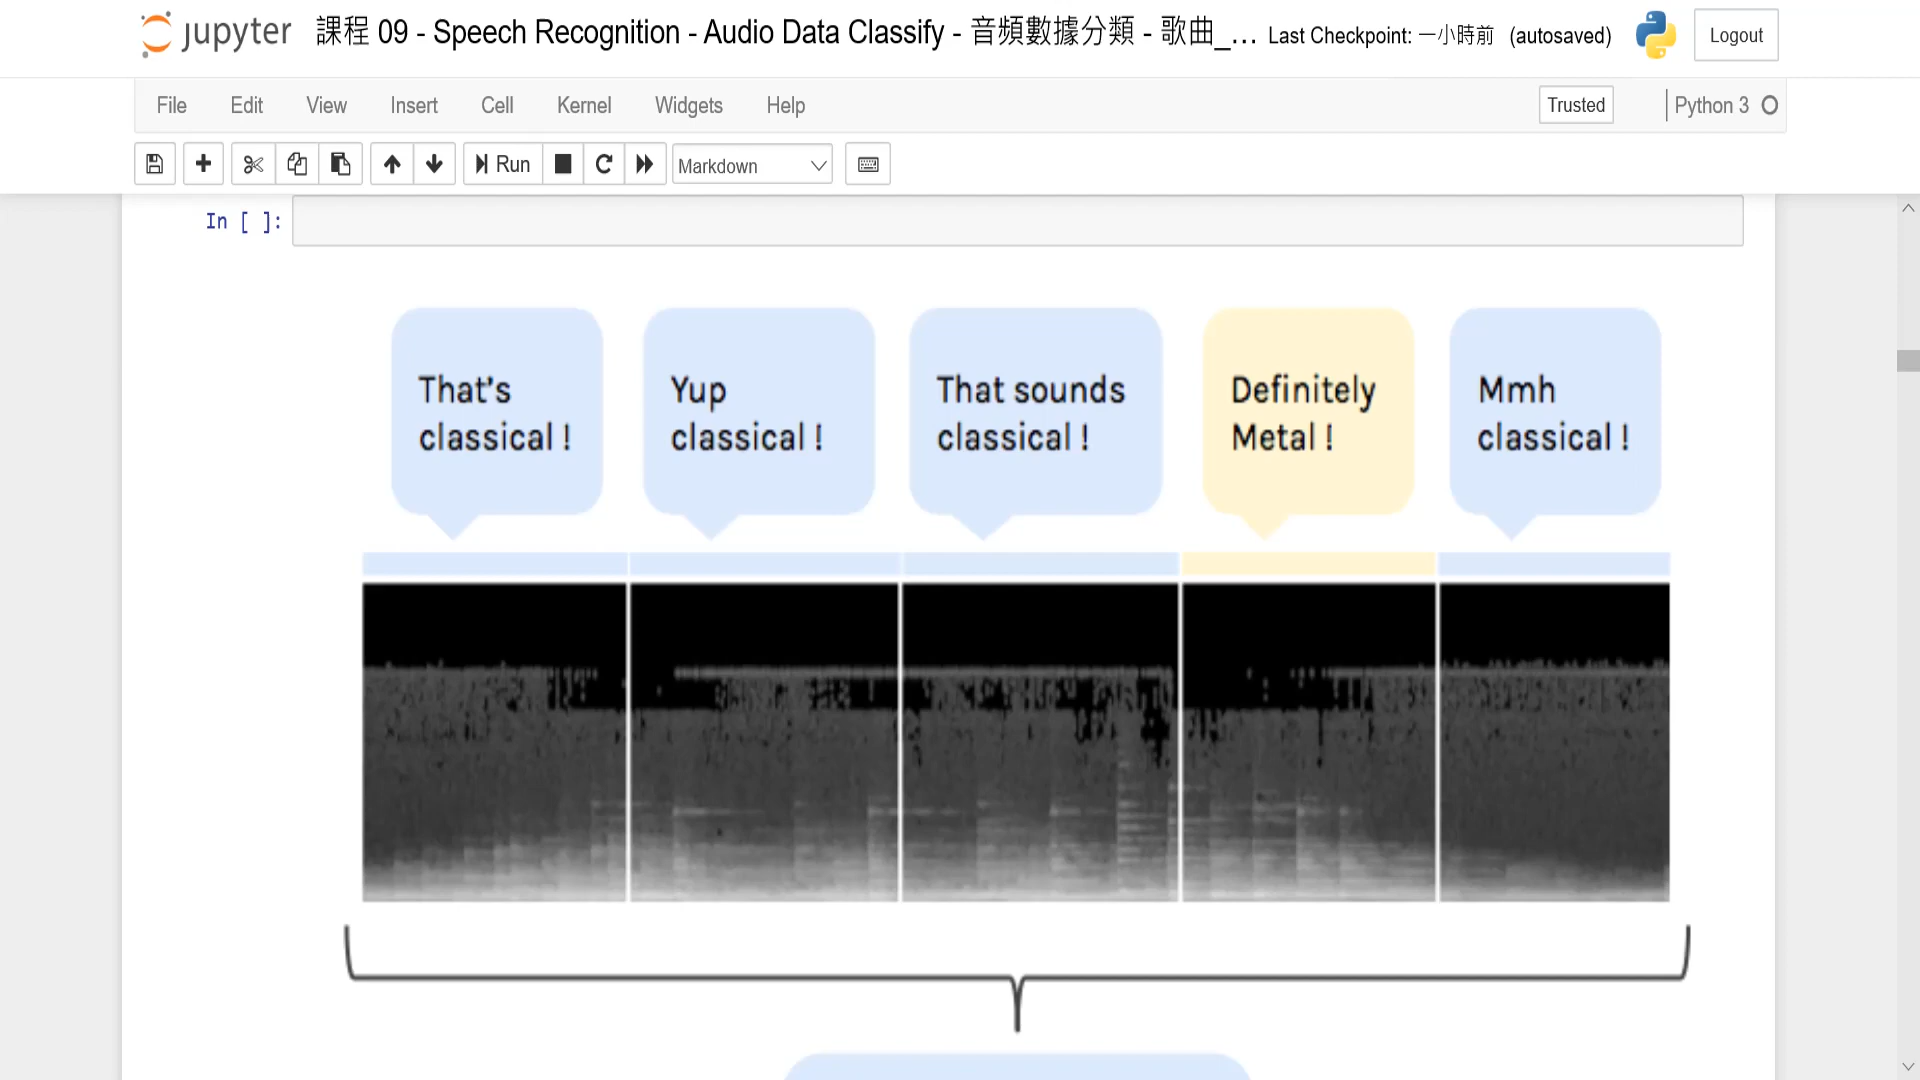 jupyter 課程 09 - Speech Recognition - Audio Data Classify - 音頻數據分類 - 歌曲_... Last Checkpoint: 一小時前 (autosaved) Logout
File Edit View Insert Cell Kernel Widgets Help Trusted Python 3
Run Markdown
In [ ]:
That's
classical !
Yup
classical !
That sounds
classical !
Definitely
Metal !
Mmh
classical !